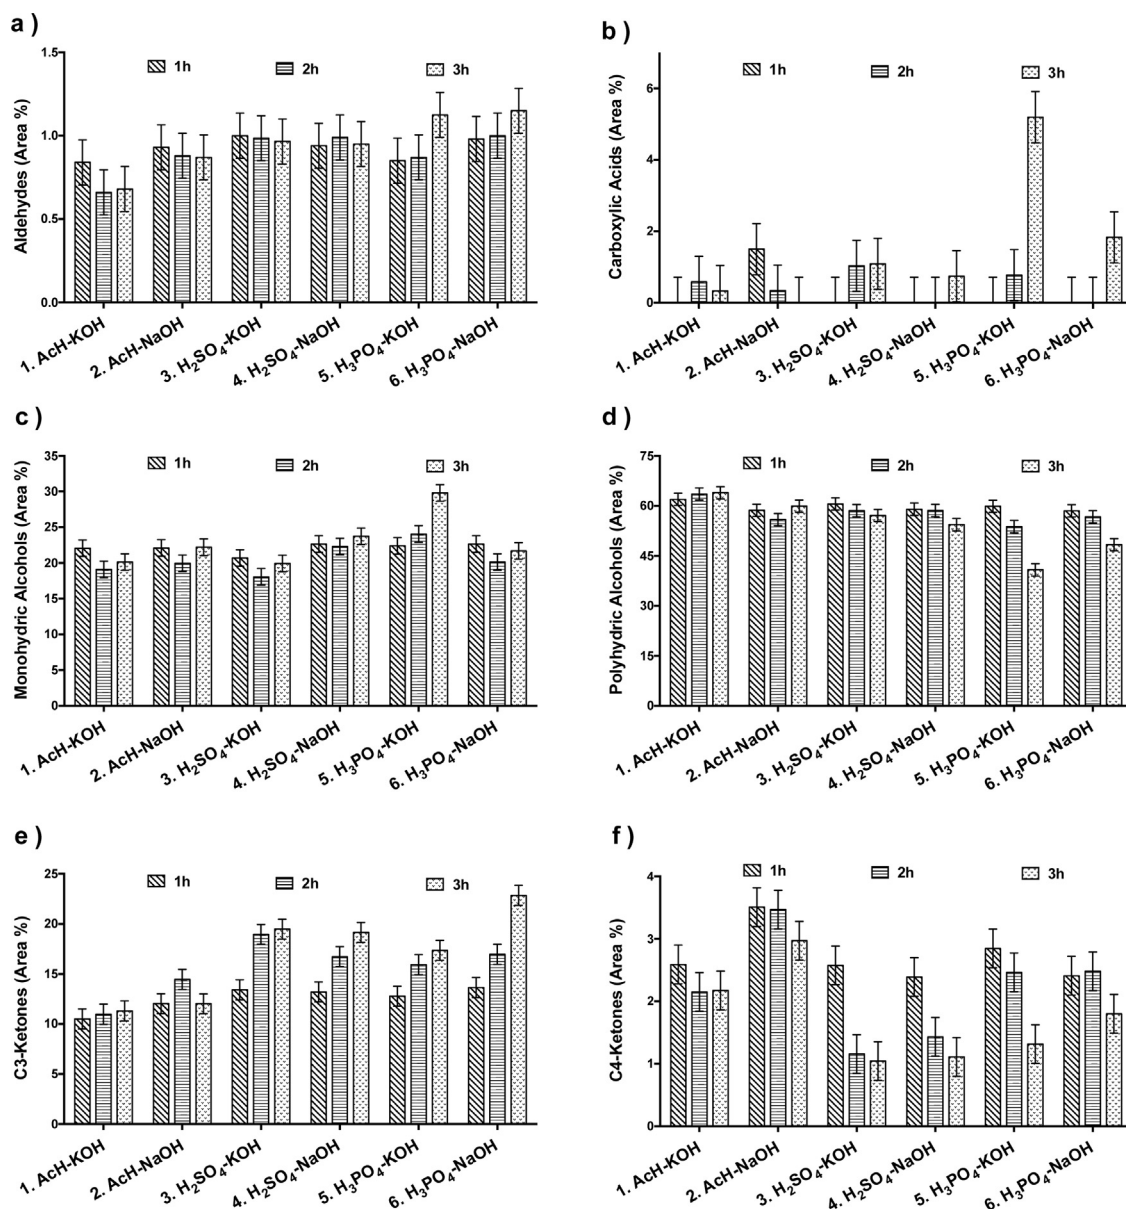 a )
1h 2h 3h
Aldehydes (Area %)
1.5
1.0
0.5
0.0
1. AcH-KOH
2. AcH-NaOH
3. H2SO4-KOH
4. H2SO4-NaOH
5. H3PO4-KOH
6. H3PO4-NaOH
b )
1h 2h 3h
Carboxylic Acids (Area %)
6
4
2
0
1. AcH-KOH
2. AcH-NaOH
3. H2SO4-KOH
4. H2SO4-NaOH
5. H3PO4-KOH
6. H3PO4-NaOH
c )
1h 2h 3h
Monohydric Alcohols (Area %)
35
30
25
20
15
10
5
0
1. AcH-KOH
2. AcH-NaOH
3. H2SO4-KOH
4. H2SO4-NaOH
5. H3PO4-KOH
6. H3PO4-NaOH
d )
1h 2h 3h
Polyhydric Alcohols (Area %)
75
60
45
30
15
0
1. AcH-KOH
2. AcH-NaOH
3. H2SO4-KOH
4. H2SO4-NaOH
5. H3PO4-KOH
6. H3PO4-NaOH
e )
1h 2h 3h
C3-Ketones (Area %)
25
20
15
10
5
0
1. AcH-KOH
2. AcH-NaOH
3. H2SO4-KOH
4. H2SO4-NaOH
5. H3PO4-KOH
6. H3PO4-NaOH
f )
1h 2h 3h
C4-Ketones (Area %)
4
3
2
1
0
1. AcH-KOH
2. AcH-NaOH
3. H2SO4-KOH
4. H2SO4-NaOH
5. H3PO4-KOH
6. H3PO4-NaOH